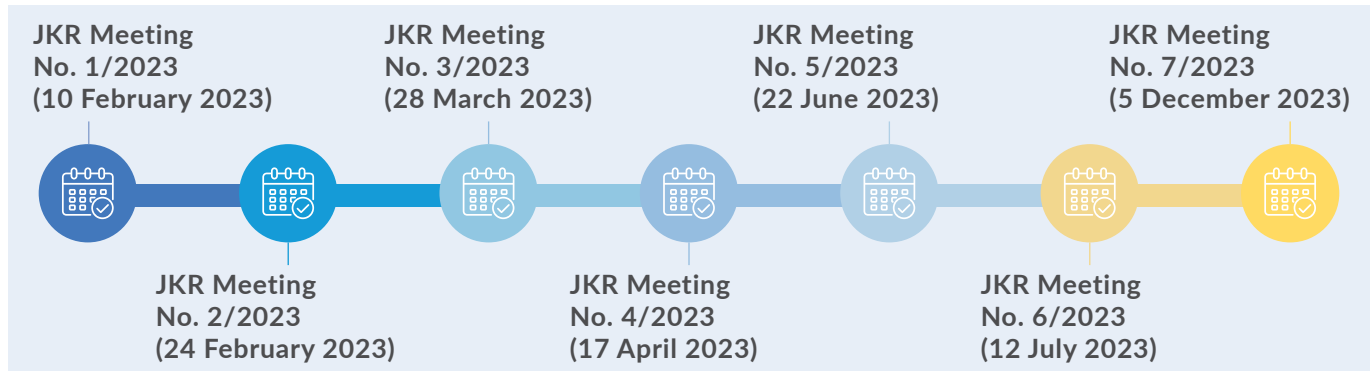 JKR Meeting
No. 1/2023
(10 February 2023)
JKR Meeting
No. 2/2023
(24 February 2023)
JKR Meeting
No. 3/2023
(28 March 2023)
JKR Meeting
No. 4/2023
(17 April 2023)
JKR Meeting
No. 5/2023
(22 June 2023)
JKR Meeting
No. 6/2023
(12 July 2023)
JKR Meeting
No. 7/2023
(5 December 2023)